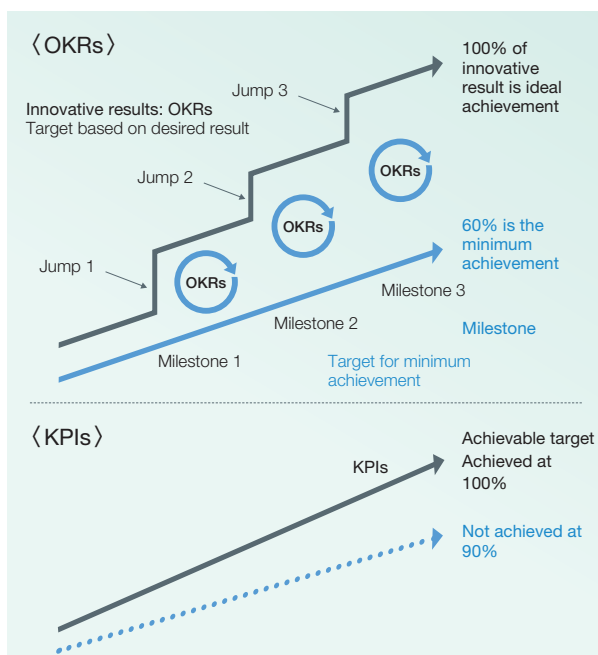 〈OKRs〉
100% of
innovative
result is ideal
achievement
Jump 3
Innovative results: OKRs
Target based on desired result
Jump 2
OKRs
OKRs
60% is the
minimum
achievement
Jump 1
OKRs
Milestone 3
Milestone 2
Milestone
Milestone 1
Target for minimum
achievement
〈KPIs〉
Achievable target
KPIs
Achieved at
100%
Not achieved at
90%